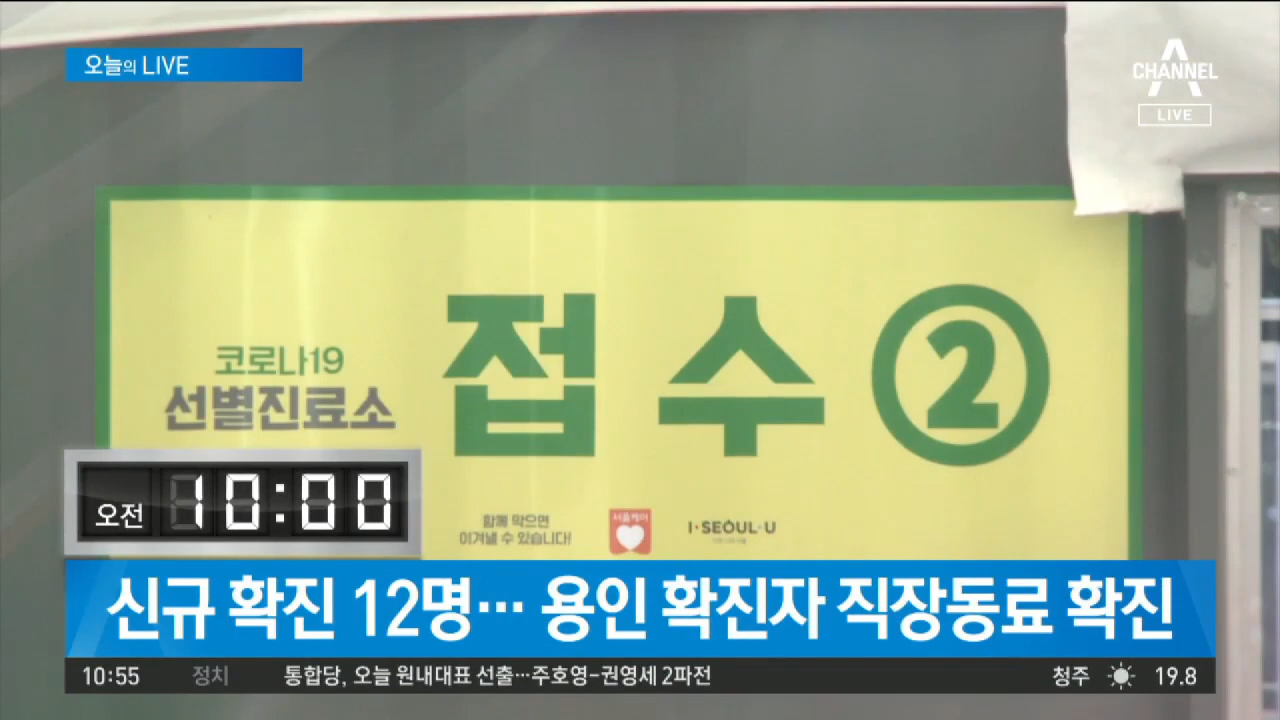 오늘의 LIVE
CHANNEL A
LIVE
접수 ②
코로나19
선별진료소
오전 10:00
함께 막으면
이겨낼 수 있습니다!
서울케어
I·SEOUL·U
신규 확진 12명… 용인 확진자 직장동료 확진
10:55 정치 통합당, 오늘 원내대표 선출…주호영-권영세 2파전 청주 19.8